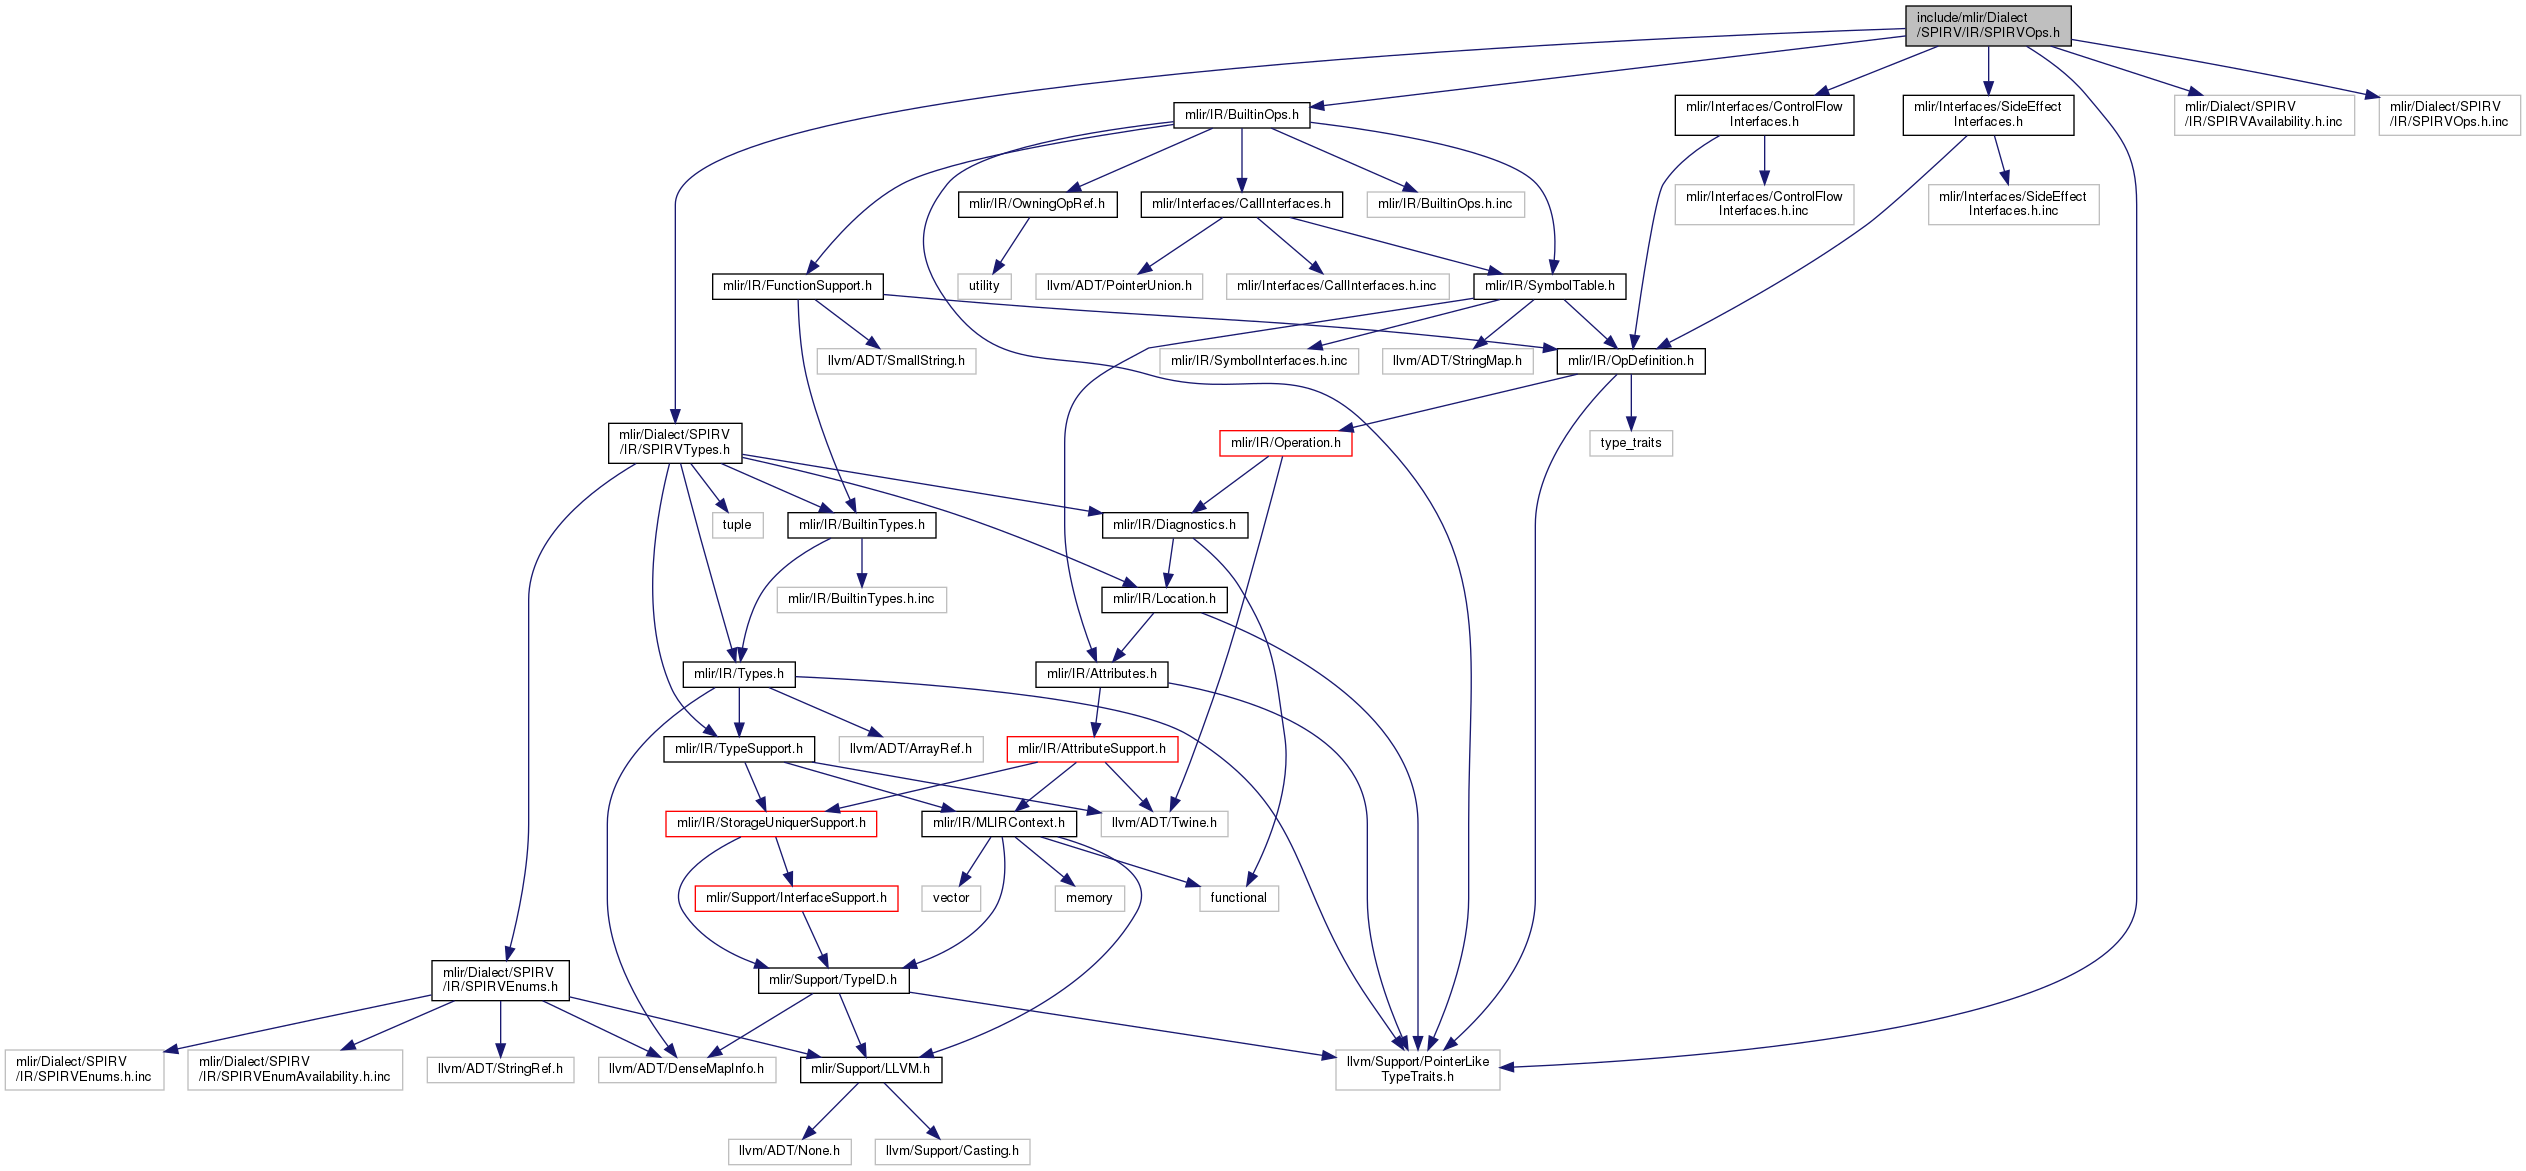 include/mlir/Dialect
/SPIRV/IR/SPIRVOps.h
mlir/IR/BuiltinOps.h
mlir/Interfaces/ControlFlow
Interfaces.h
mlir/Interfaces/SideEffect
Interfaces.h
mlir/Dialect/SPIRV
/IR/SPIRVAvailability.h.inc
mlir/Dialect/SPIRV
/IR/SPIRVOps.h.inc
mlir/IR/OwningOpRef.h
mlir/Interfaces/CallInterfaces.h
mlir/IR/BuiltinOps.h.inc
mlir/Interfaces/ControlFlow
Interfaces.h.inc
mlir/Interfaces/SideEffect
Interfaces.h.inc
mlir/IR/FunctionSupport.h
utility
llvm/ADT/PointerUnion.h
mlir/Interfaces/CallInterfaces.h.inc
mlir/IR/SymbolTable.h
llvm/ADT/SmallString.h
mlir/IR/SymbolInterfaces.h.inc
llvm/ADT/StringMap.h
mlir/IR/OpDefinition.h
mlir/Dialect/SPIRV
/IR/SPIRVTypes.h
mlir/IR/Operation.h
type_traits
tuple
mlir/IR/BuiltinTypes.h
mlir/IR/Diagnostics.h
mlir/IR/BuiltinTypes.h.inc
mlir/IR/Location.h
mlir/IR/Types.h
mlir/IR/Attributes.h
mlir/IR/TypeSupport.h
llvm/ADT/ArrayRef.h
mlir/IR/AttributeSupport.h
mlir/IR/StorageUniquerSupport.h
mlir/IR/MLIRContext.h
llvm/ADT/Twine.h
mlir/Support/InterfaceSupport.h
vector
memory
functional
mlir/Dialect/SPIRV
/IR/SPIRVEnums.h
mlir/Support/TypeID.h
mlir/Dialect/SPIRV
/IR/SPIRVEnums.h.inc
mlir/Dialect/SPIRV
/IR/SPIRVEnumAvailability.h.inc
llvm/ADT/StringRef.h
llvm/ADT/DenseMapInfo.h
mlir/Support/LLVM.h
llvm/Support/PointerLike
TypeTraits.h
llvm/ADT/None.h
llvm/Support/Casting.h